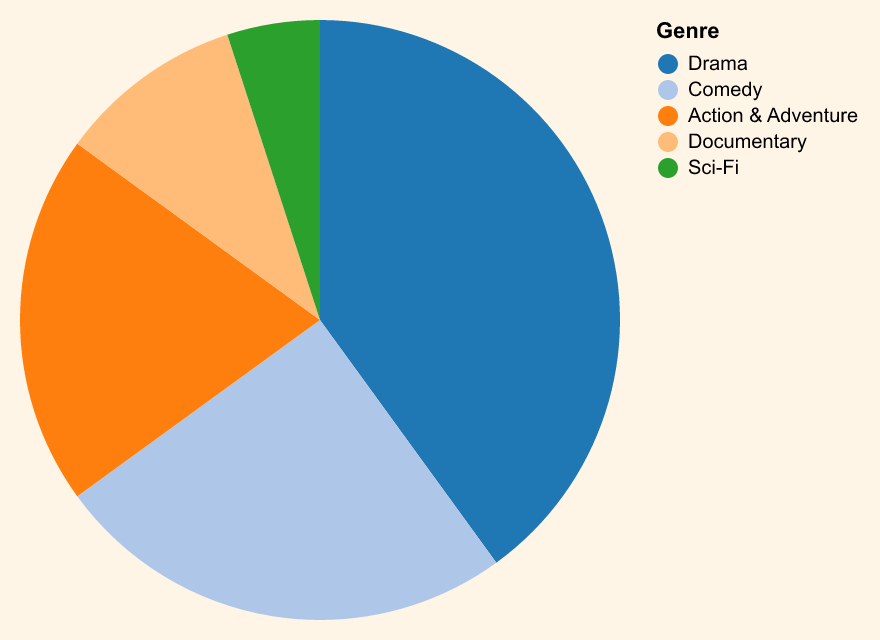 Genre
Drama
Comedy
Action & Adventure
Documentary
Sci-Fi